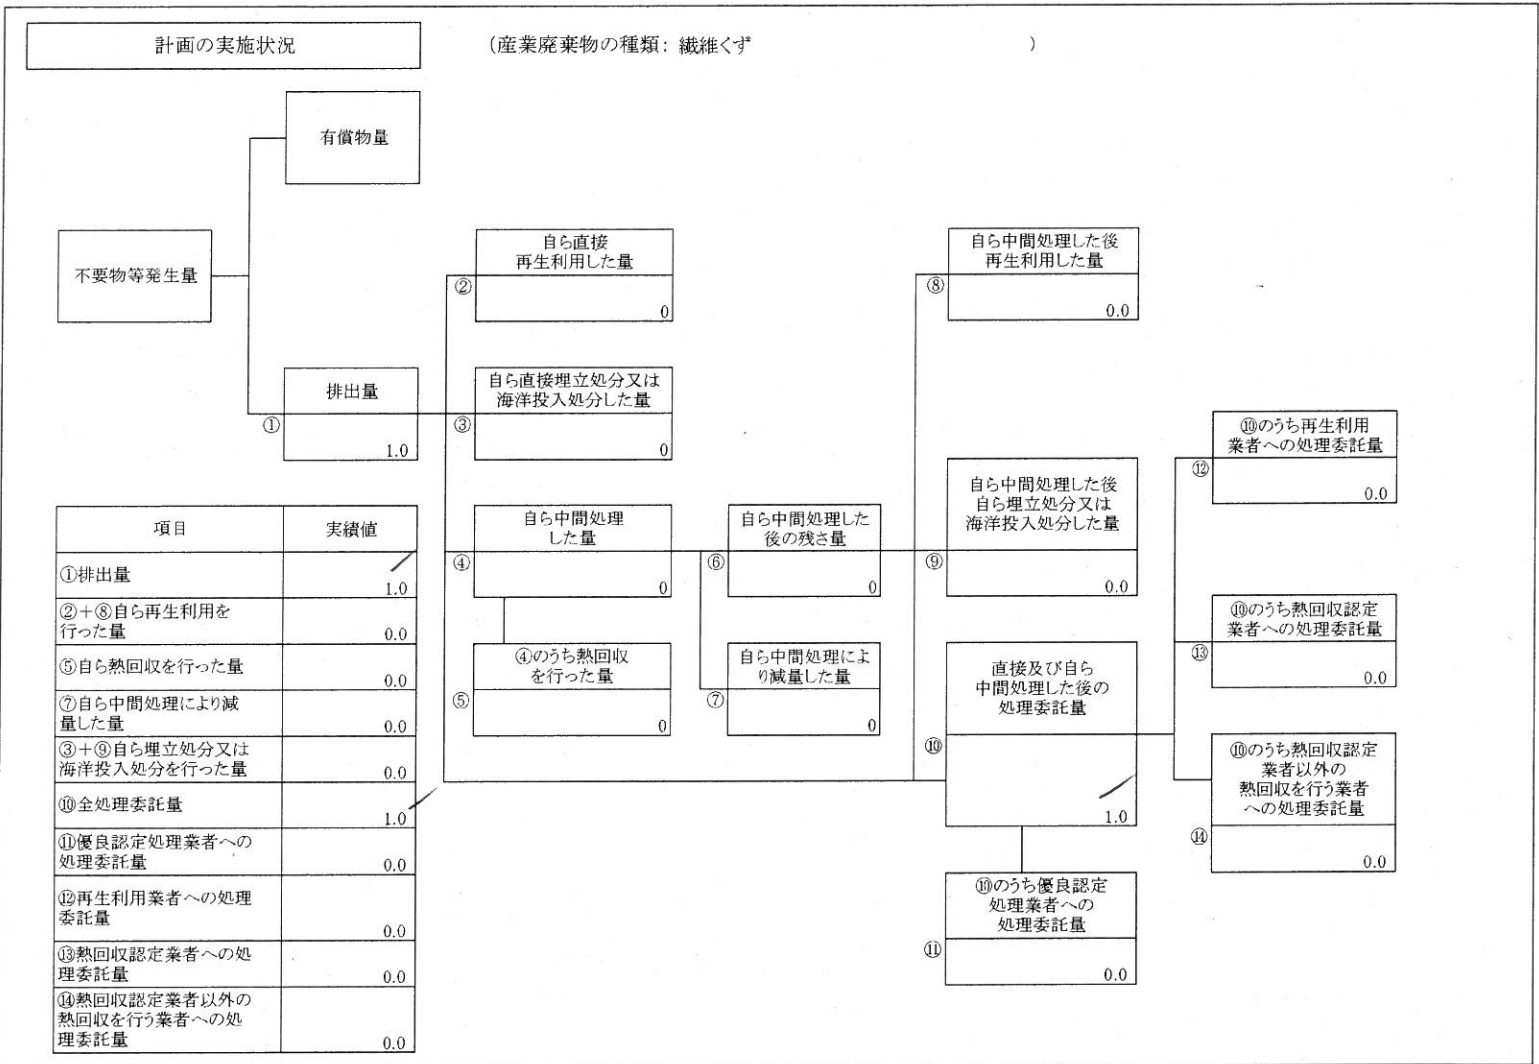 計画の実施状況
(産業廃棄物の種類: 繊維くず )
有償物量
不要物等発生量
排出量
①
1.0
自ら直接
再生利用した量
②
0
自ら直接埋立処分又は
海洋投入処分した量
③
0
自ら中間処理
した量
④
0
④のうち熱回収
を行った量
⑤
0
自ら中間処理した
後の残さ量
⑥
0
自ら中間処理によ
り減量した量
⑦
0
自ら中間処理した後
再生利用した量
⑧
0.0
自ら中間処理した後
自ら埋立処分又は
海洋投入処分した量
⑨
0.0
直接及び自ら
中間処理した後の
処理委託量
⑩
1.0
⑩のうち優良認定
処理業者への
処理委託量
⑪
0.0
⑩のうち再生利用
業者への処理委託量
⑫
0.0
⑩のうち熱回収認定
業者への処理委託量
⑬
0.0
⑩のうち熱回収認定
業者以外の
熱回収を行う業者
への処理委託量
⑭
0.0
項目 実績値
①排出量
1.0
②+⑧自ら再生利用を
行った量
0.0
⑤自ら熱回収を行った量
0.0
⑦自ら中間処理により減
量した量
0.0
③+⑨自ら埋立処分又は
海洋投入処分を行った量
0.0
⑩全処理委託量
1.0
⑪優良認定処理業者への
処理委託量
0.0
⑫再生利用業者への処理
委託量
0.0
⑬熱回収認定業者への処
理委託量
0.0
⑭熱回収認定業者以外の
熱回収を行う業者への処
理委託量
0.0